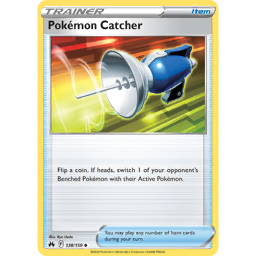 TRAINER
Item
Pokémon Catcher
Flip a coin. If heads, switch 1 of your opponent's
Benched Pokémon with their Active Pokémon.
Illus. Ryo Ueda
138/159
You may play any number of Item cards
during your turn.